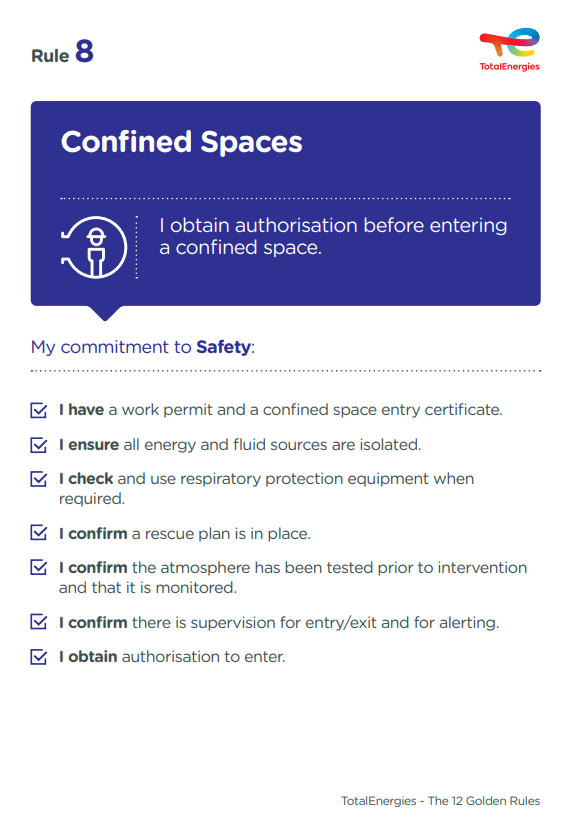 Rule 8
TotalEnergies
Confined Spaces
I obtain authorisation before entering
a confined space.
My commitment to Safety:
I have a work permit and a confined space entry certificate.
I ensure all energy and fluid sources are isolated.
I check and use respiratory protection equipment when
required.
I confirm a rescue plan is in place.
I confirm the atmosphere has been tested prior to intervention
and that it is monitored.
I confirm there is supervision for entry/exit and for alerting.
I obtain authorisation to enter.
TotalEnergies - The 12 Golden Rules